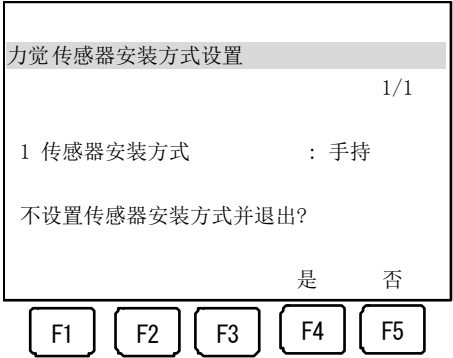 力觉传感器安装方式设置
1/1
1 传感器安装方式 : 手持
不设置传感器安装方式并退出?
是 否
F1 F2 F3 F4 F5